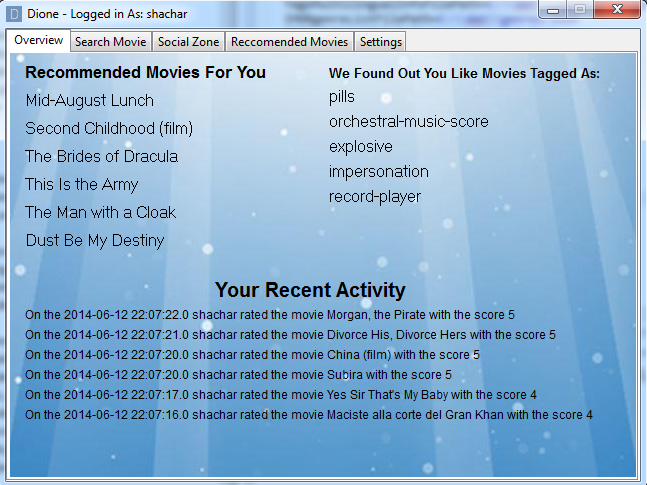 Dione - Logged in As: shachar
Overview
Search Movie
Social Zone
Reccomended Movies
Settings
Recommended Movies For You
Mid-August Lunch
Second Childhood (film)
The Brides of Dracula
This Is the Army
The Man with a Cloak
Dust Be My Destiny
We Found Out You Like Movies Tagged As:
pills
orchestral-music-score
explosive
impersonation
record-player
Your Recent Activity
On the 2014-06-12 22:07:22.0 shachar rated the movie Morgan, the Pirate with the score 5
On the 2014-06-12 22:07:21.0 shachar rated the movie Divorce His, Divorce Hers with the score 5
On the 2014-06-12 22:07:20.0 shachar rated the movie China (film) with the score 5
On the 2014-06-12 22:07:20.0 shachar rated the movie Subira with the score 5
On the 2014-06-12 22:07:17.0 shachar rated the movie Yes Sir That's My Baby with the score 4
On the 2014-06-12 22:07:16.0 shachar rated the movie Maciste alla corte del Gran Khan with the score 4